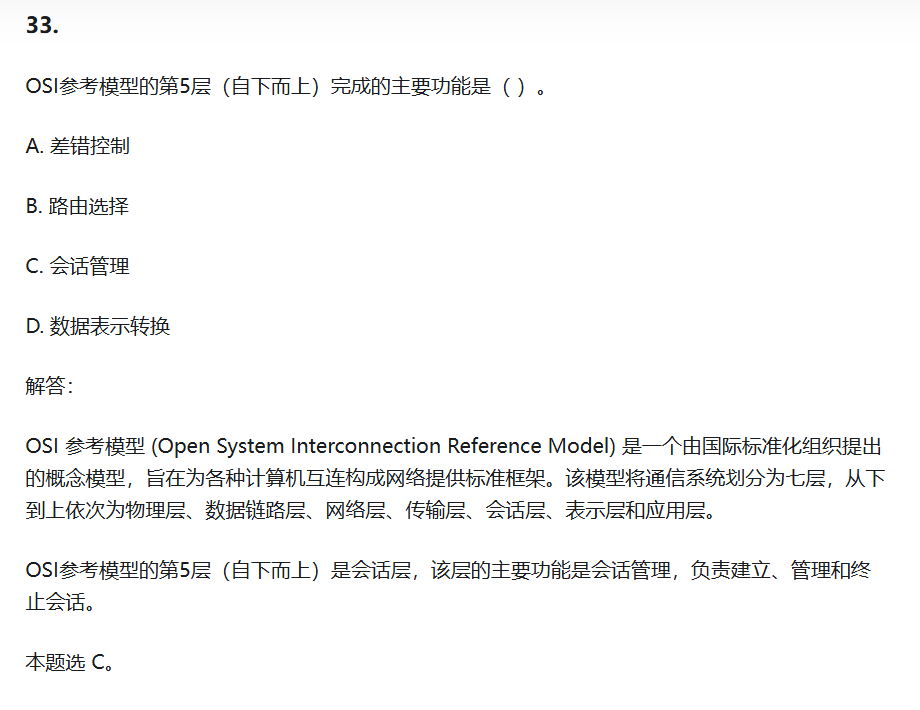 33.
OSI参考模型的第5层（自下而上）完成的主要功能是（ ）。
A. 差错控制
B. 路由选择
C. 会话管理
D. 数据表示转换
解答：
OSI 参考模型 (Open System Interconnection Reference Model) 是一个由国际标准化组织提出
的概念模型，旨在为各种计算机互连构成网络提供标准框架。该模型将通信系统划分为七层，从下
到上依次为物理层、数据链路层、网络层、传输层、会话层、表示层和应用层。
OSI参考模型的第5层（自下而上）是会话层，该层的主要功能是会话管理，负责建立、管理和终
止会话。
本题选 C。